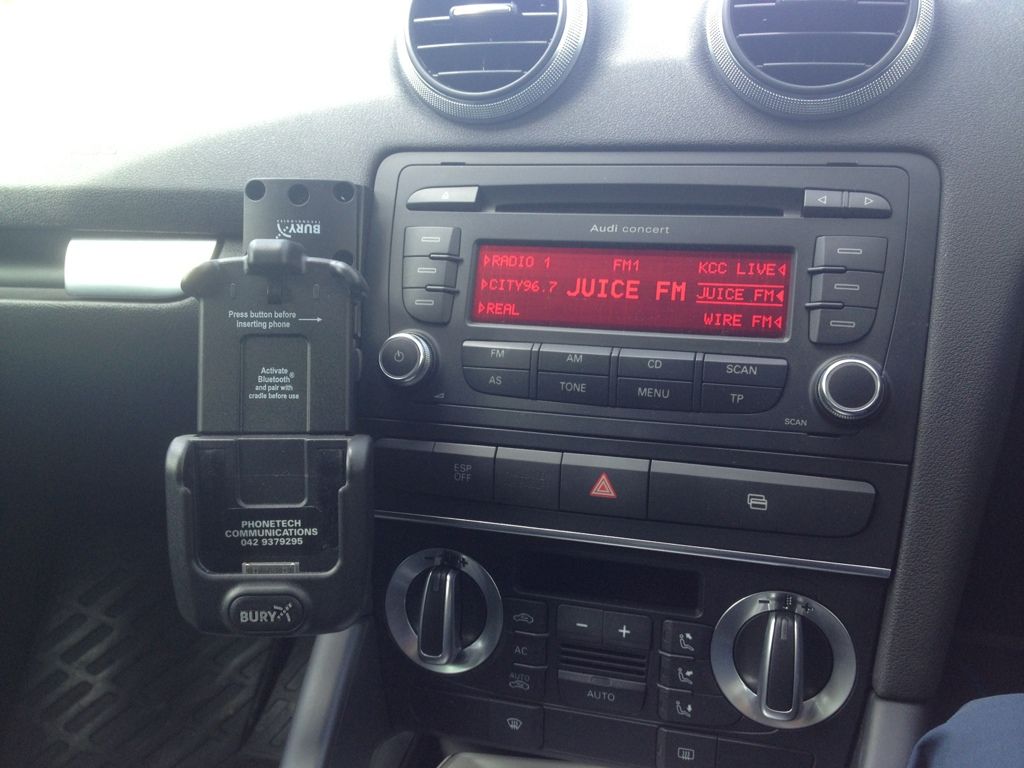 BURY
Press button before
inserting phone
Activate
Bluetooth®
and pair with
cradle before use
PHONETECH
COMMUNICATIONS
042 9379295
BURY
Audi concert
RADIO 1 FM1 KCC LIVE
CITY96.7 JUICE FM JUICE FM
REAL WIRE FM
FM AM CD SCAN
AS TONE MENU TP
SCAN
ESP
OFF
- +
- +
- +
AC
AUTO
AUTO